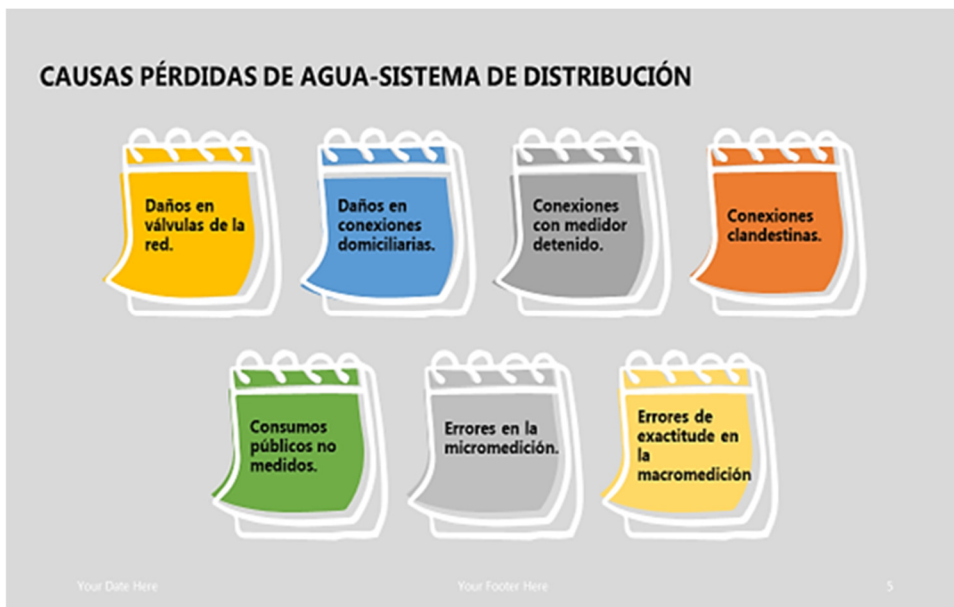 CAUSAS PÉRDIDAS DE AGUA-SISTEMA DE DISTRIBUCIÓN
Daños en
válvulas de la
red.
Daños en
conexiones
domiciliarias.
Conexiones
con medidor
detenido.
Conexiones
clandestinas.
Consumos
públicos no
medidos.
Errores en la
micromedición.
Errores de
exactitude en
la
macromedición
Your Date Here
Your Footer Here
5